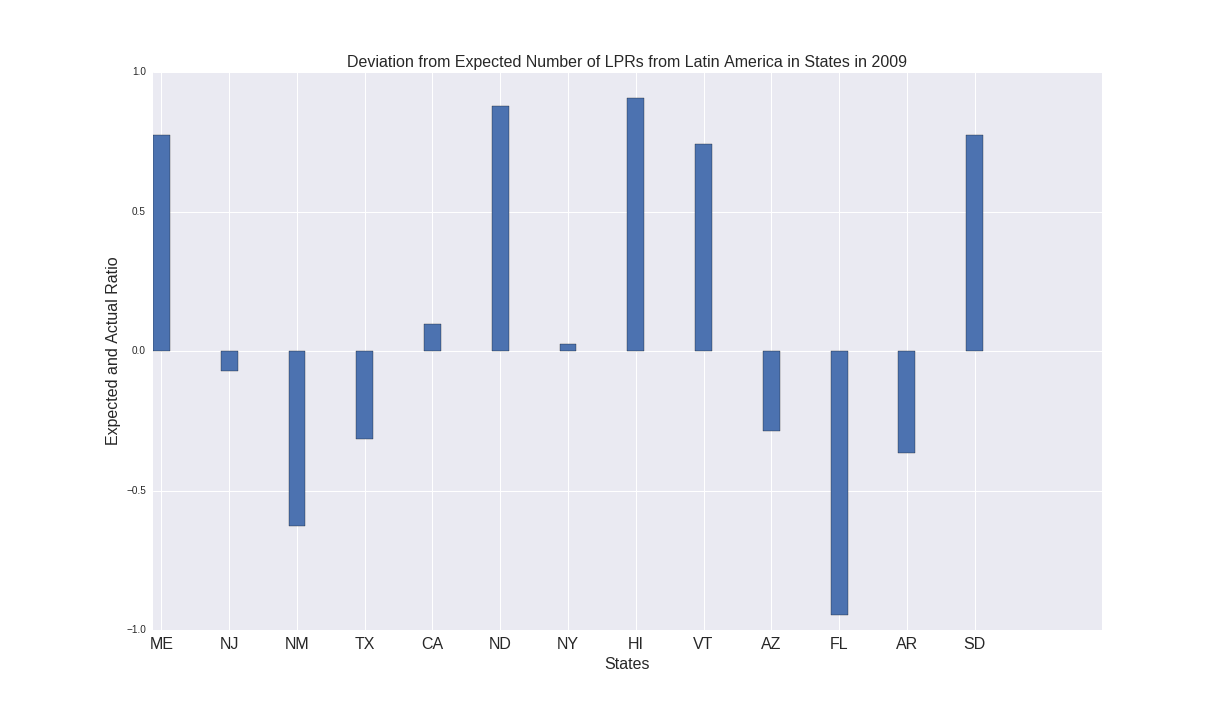 Deviation from Expected Number of LPRs from Latin America in States in 2009
1.0
0.5
0.0
−0.5
−1.0
Expected and Actual Ratio
ME NJ NM TX CA ND NY HI VT AZ FL AR SD
States